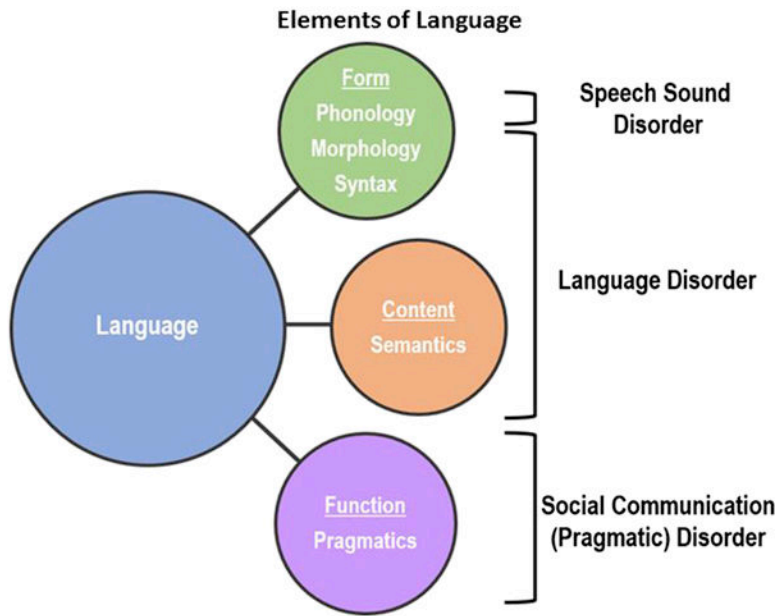 Elements of Language
Form
Phonology
Morphology
Syntax
Speech Sound
Disorder
Language
Content
Semantics
Language Disorder
Function
Pragmatics
Social Communication
(Pragmatic) Disorder